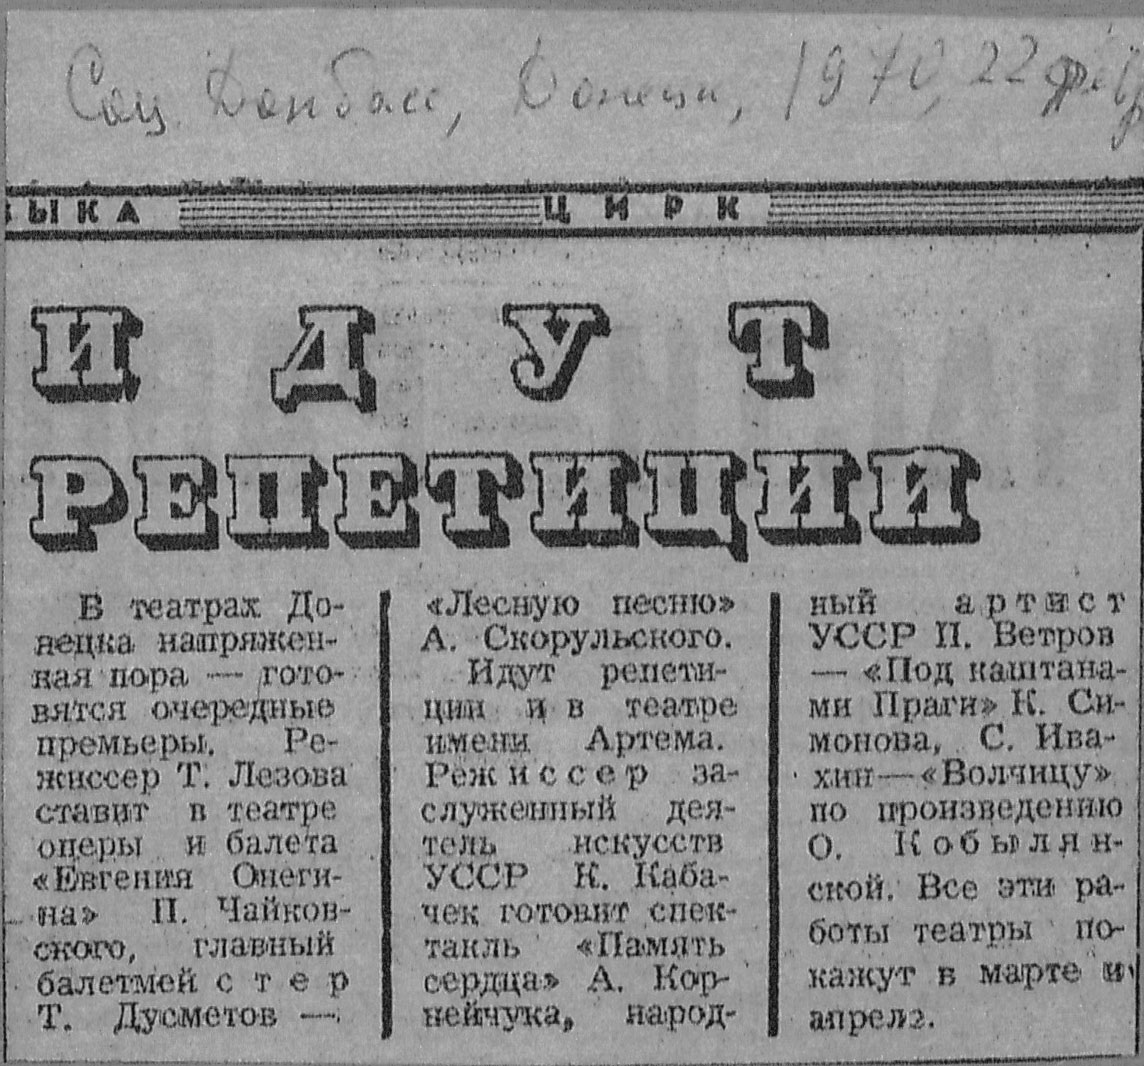 Соц. Донбасс, Донецк, 1970, 22 фев
ЗЫКА ЦИРК
ИДУТ
РЕПЕТИЦИИ
В театрах До-
нецка напряжен-
ная пора — гото-
вятся очередные
премьеры. Ре-
жиссер Т. Лезова
ставит в театре
оперы и балета
«Евгения Онеги-
на» П. Чайков-
ского, главный
балетмейстер
Т. Дусметов —
«Лесную песню»
А. Скорульского.
Идут репети-
ции и в театре
имени Артема.
Режиссер за-
служенный дея-
тель искусств
УССР К. Каба-
чек готовит спек-
такль «Память
сердца» А. Кор-
нейчука, народ-
ный артист
УССР П. Ветров
— «Под каштана-
ми Праги» К. Си-
монова, С. Ива-
хин — «Волчицу»
по произведению
О. Кобылян-
ской. Все эти ра-
боты театры по-
кажут в марте и
апреле.